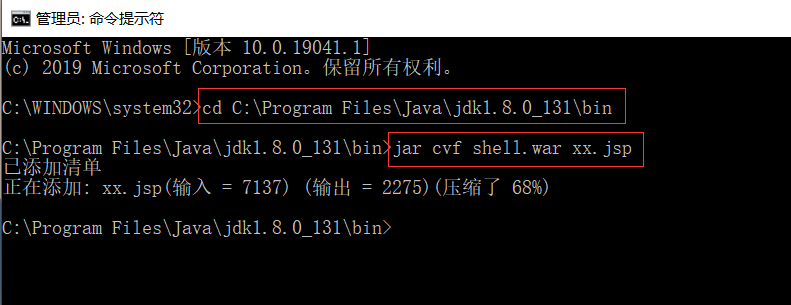 管理员: 命令提示符
Microsoft Windows [版本 10.0.19041.1]
(c) 2019 Microsoft Corporation。保留所有权利。
C:\WINDOWS\system32>cd C:\Program Files\Java\jdk1.8.0_131\bin
C:\Program Files\Java\jdk1.8.0_131\bin>jar cvf shell.war xx.jsp
已添加清单
正在添加: xx.jsp(输入 = 7137) (输出 = 2275)(压缩了 68%)
C:\Program Files\Java\jdk1.8.0_131\bin>